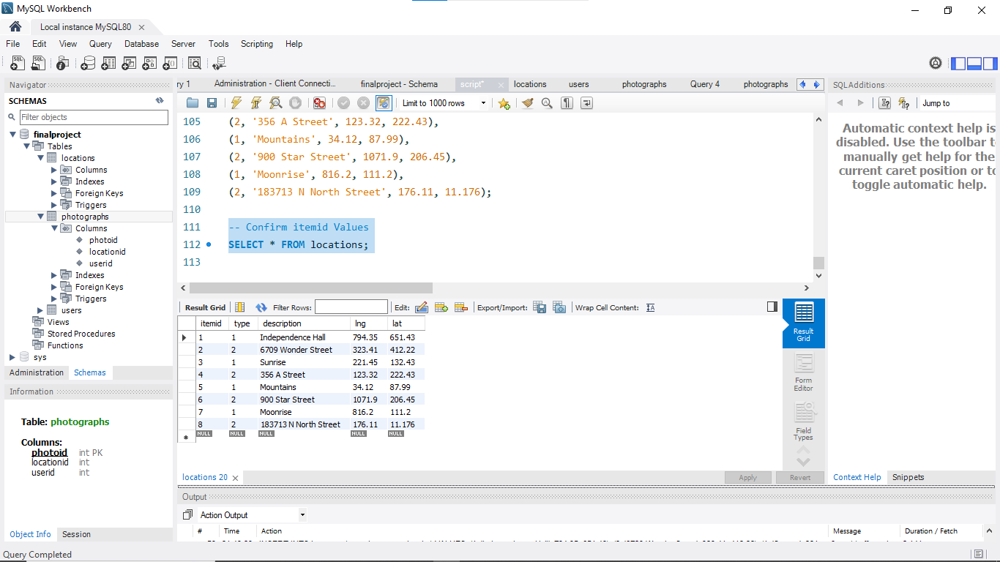 MySQL Workbench
Local instance MySQL80
File Edit View Query Database Server Tools Scripting Help
Navigator
SCHEMAS
Filter objects
finalproject
Tables
locations
Columns
Indexes
Foreign Keys
Triggers
photographs
Columns
photoid
locationid
userid
Indexes
Foreign Keys
Triggers
users
Views
Stored Procedures
Functions
sys
Administration Schemas
Information
Table: photographs
Columns:
photoid int PK
locationid int
userid int
Object Info Session
ry 1 Administration - Client Connecti... finalproject - Schema script* locations users photographs Query 4 photographs
Limit to 1000 rows
105 (2, '356 A Street', 123.32, 222.43),
106 (1, 'Mountains', 34.12, 87.99),
107 (2, '900 Star Street', 1071.9, 206.45),
108 (1, 'Moonrise', 816.2, 111.2),
109 (2, '183713 N North Street', 176.11, 11.176);
110
111 -- Confirm itemid Values
112 SELECT * FROM locations;
113
Result Grid Filter Rows: Edit: Export/Import: Wrap Cell Content:
itemid type description lng lat
1 1 Independence Hall 794.35 651.43
2 2 6709 Wonder Street 323.41 412.22
3 1 Sunrise 221.45 132.43
4 2 356 A Street 123.32 222.43
5 1 Mountains 34.12 87.99
6 2 900 Star Street 1071.9 206.45
7 1 Moonrise 816.2 111.2
8 2 183713 N North Street 176.11 11.176
NULL NULL NULL NULL NULL
Result
Grid
Form
Editor
Field
Types
locations 20 Apply Revert
SQLAdditions
Jump to
Automatic context help is
disabled. Use the toolbar t
manually get help for the
current caret position or to
toggle automatic help.
Context Help Snippets
Output
Action Output
# Time Action Message Duration / Fetch
Query Completed